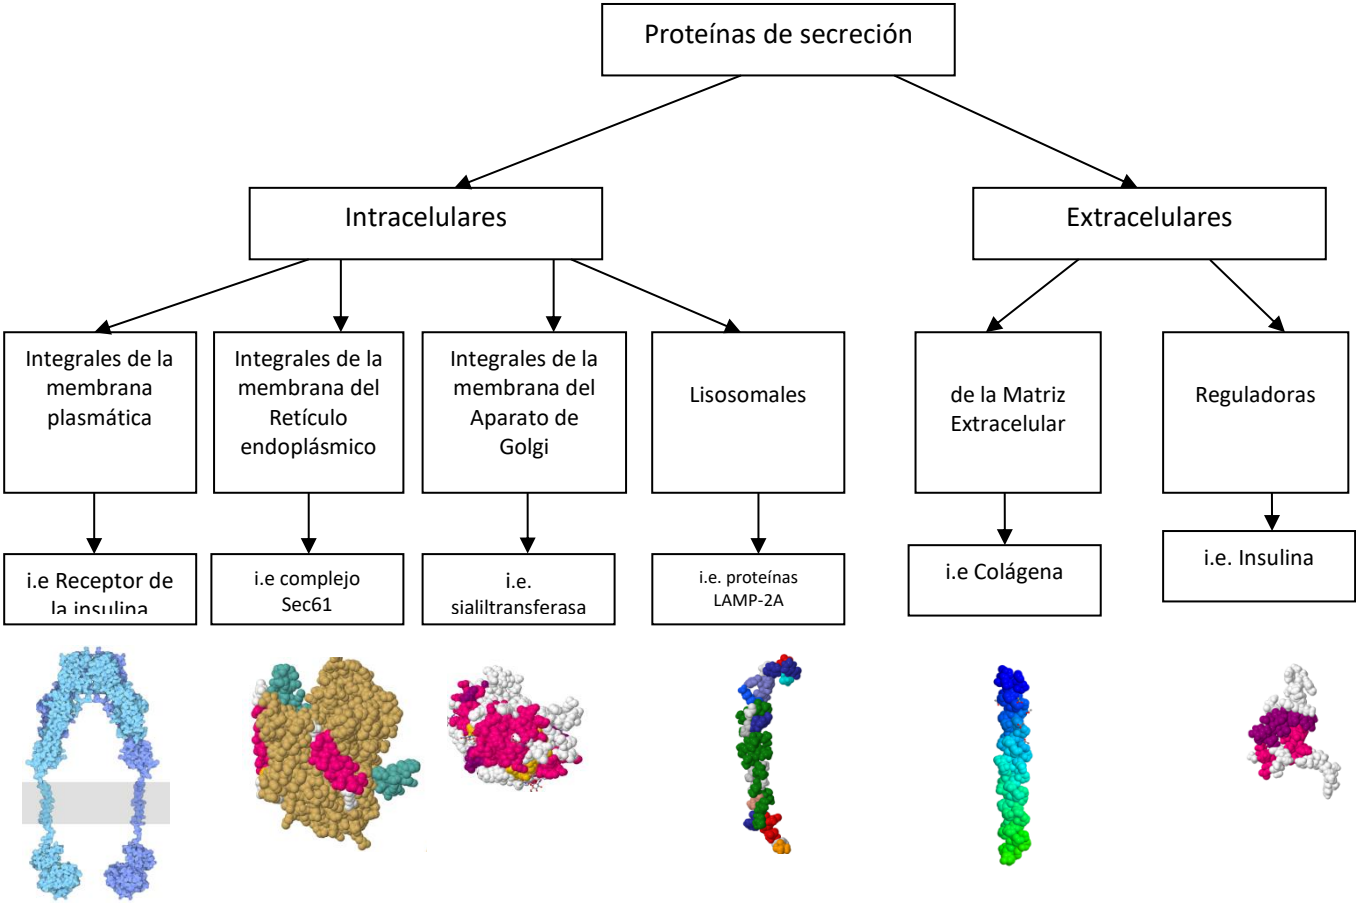 Proteínas de secreción
Intracelulares
Extracelulares
Integrales de la
membrana
plasmática
Integrales de la
membrana del
Retículo
endoplásmico
Integrales de la
membrana del
Aparato de
Golgi
Lisosomales
de la Matriz
Extracelular
Reguladoras
i.e Receptor de
la insulina
i.e complejo
Sec61
i.e.
sialiltransferasa
i.e. proteínas
LAMP-2A
i.e Colágena
i.e. Insulina